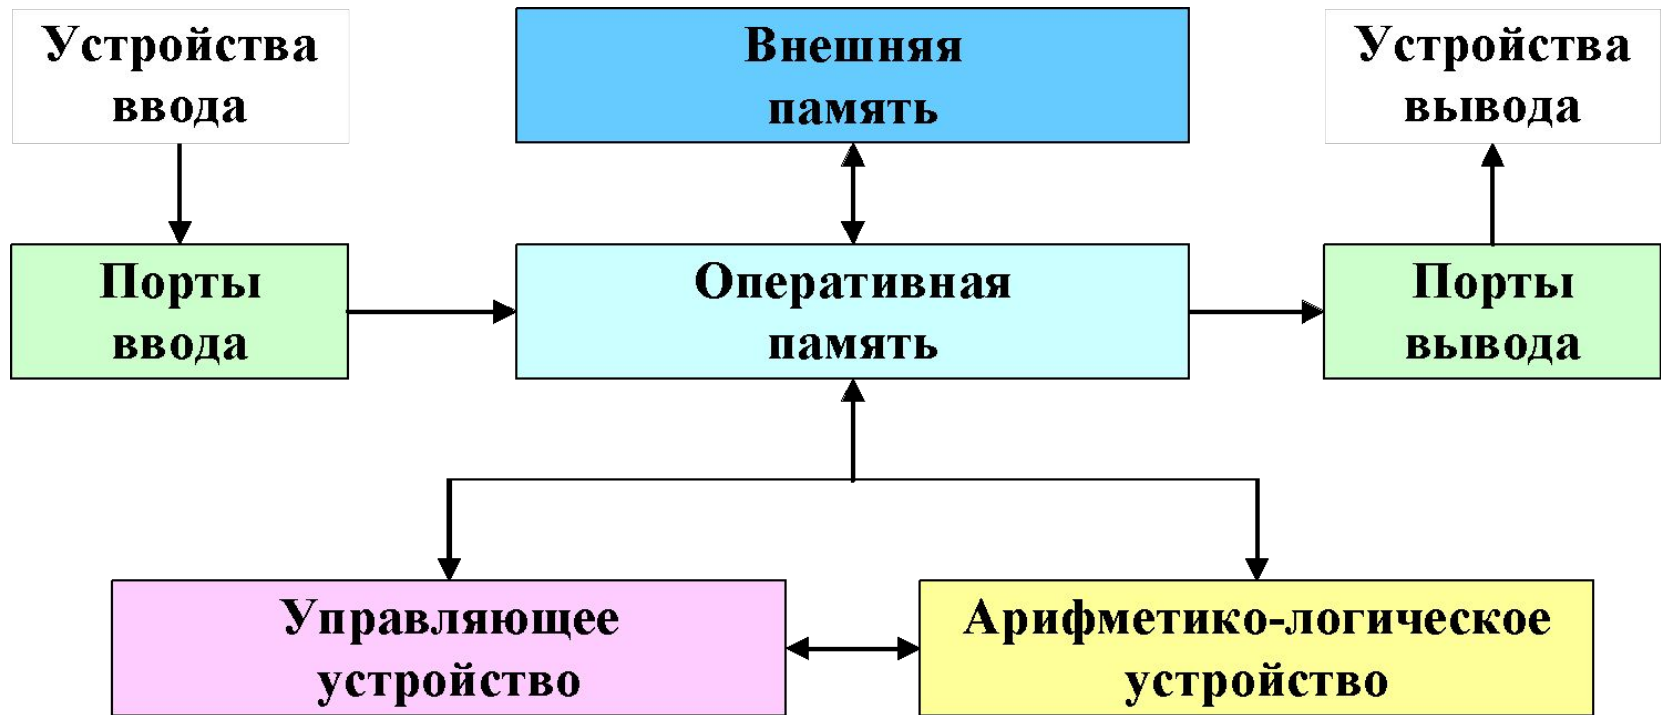 Устройства
ввода
Внешняя
память
Устройства
вывода
Порты
ввода
Оперативная
память
Порты
вывода
Управляющее
устройство
Арифметико-логическое
устройство